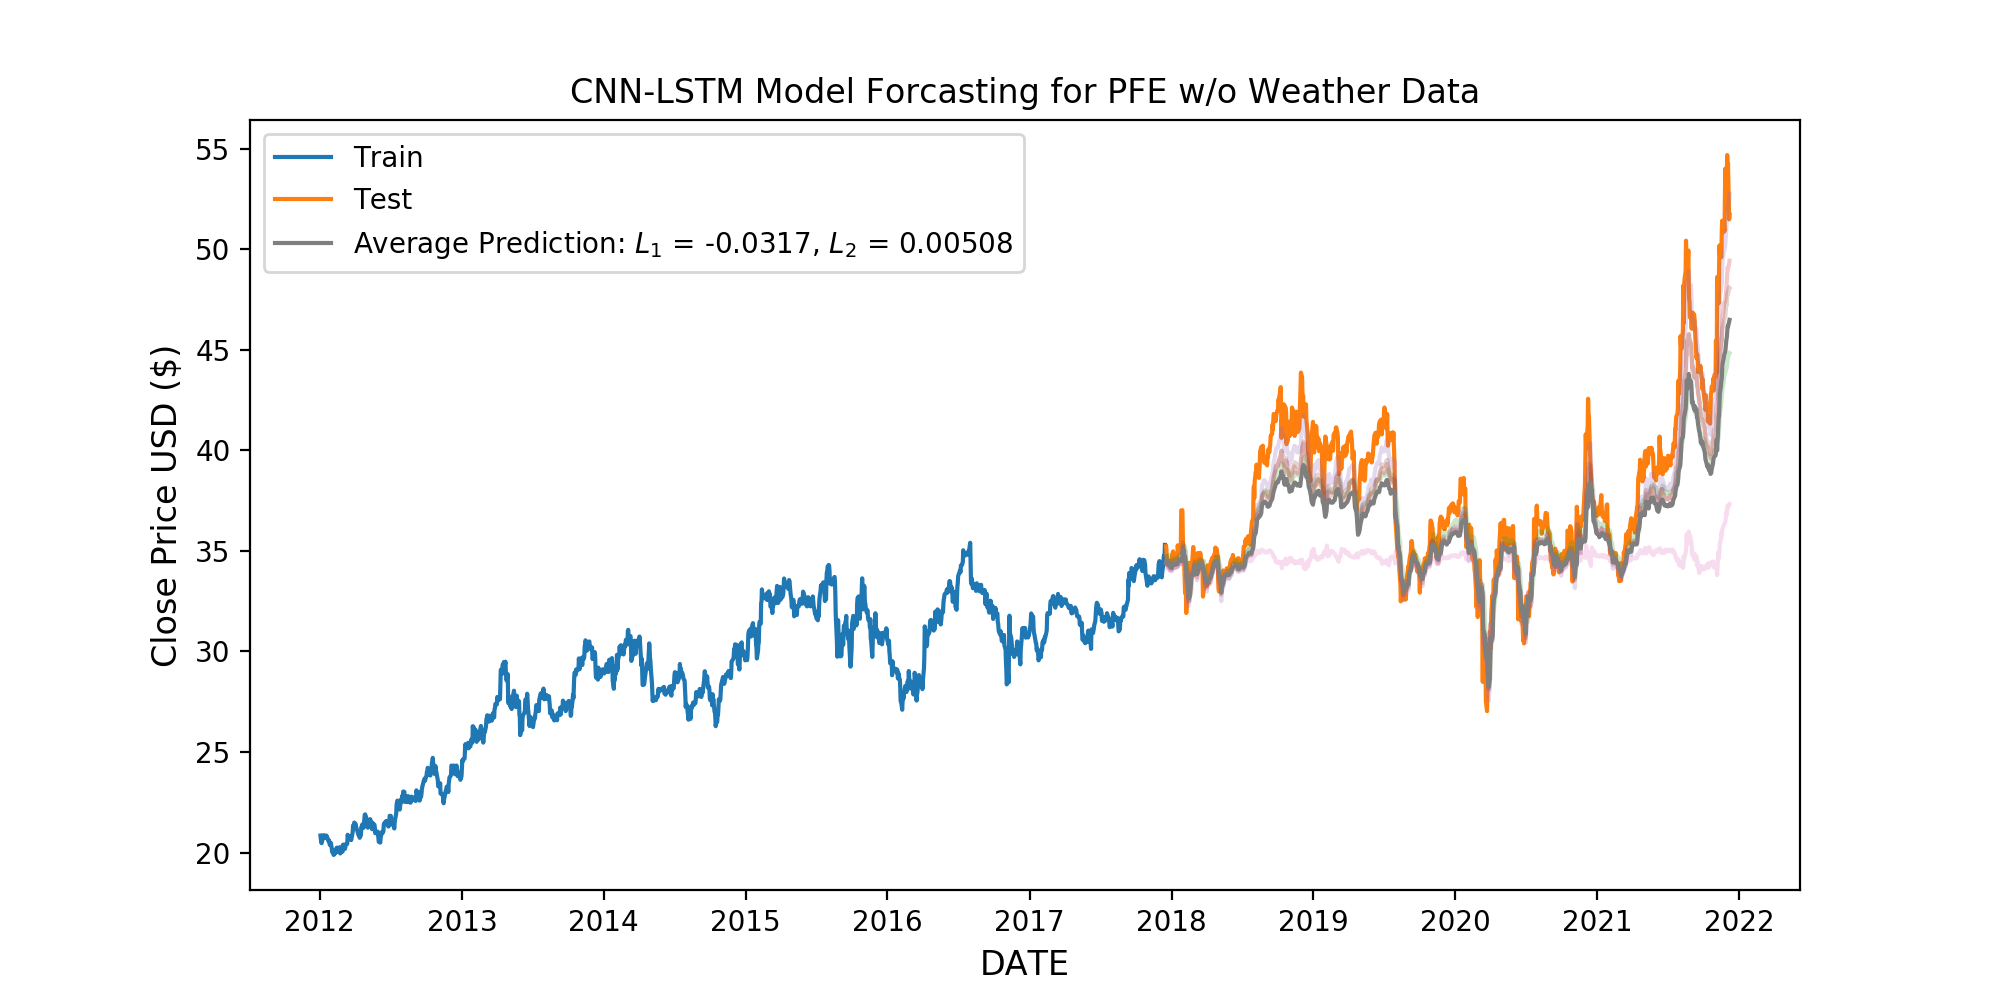 CNN-LSTM Model Forcasting for PFE w/o Weather Data
Train
Test
Average Prediction: L₁ = -0.0317, L₂ = 0.00508
Close Price USD ($)
55
50
45
40
35
30
25
20
2012 2013 2014 2015 2016 2017 2018 2019 2020 2021 2022
DATE